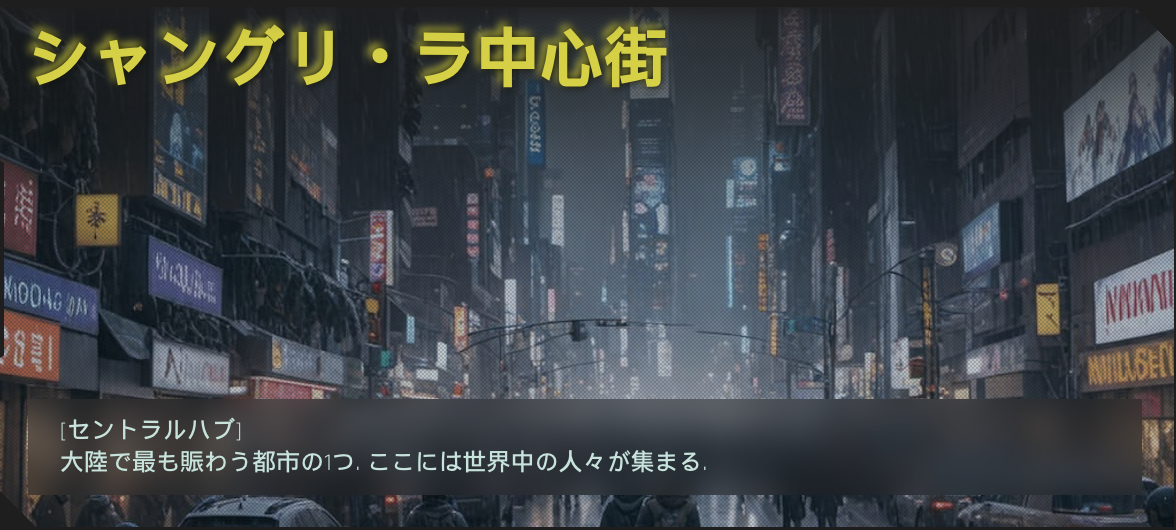 シャングリ・ラ中心街
[セントラルハブ]
大陸で最も賑わう都市の1つ. ここには世界中の人々が集まる.